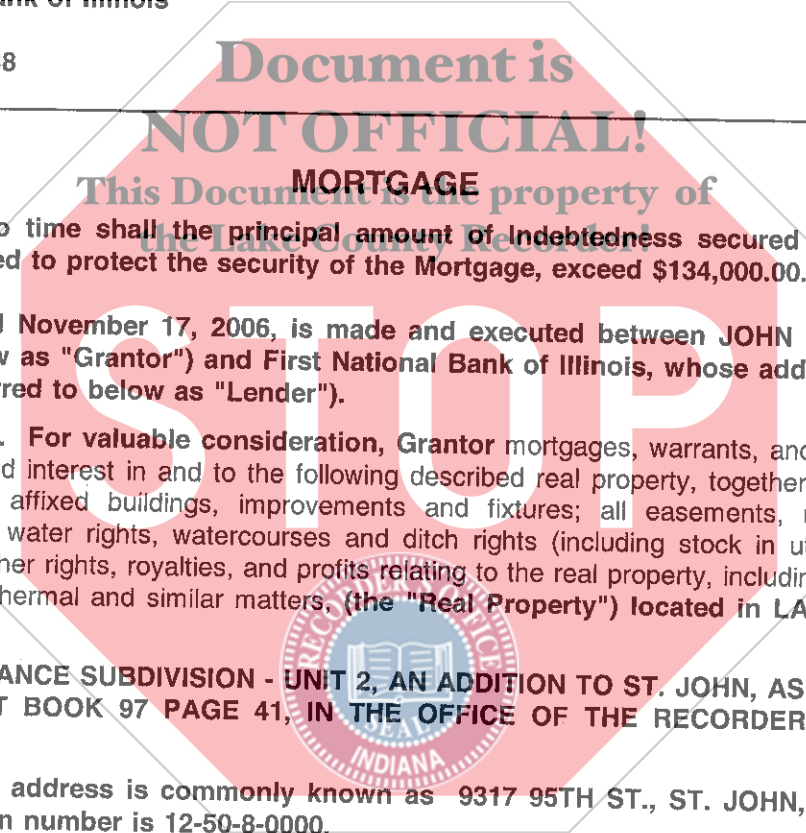 ank of Illinois
8
Document is
NOT OFFICIAL!
MORTGAGE
This Document is the property of
the Lake County Recorder!
o time shall the principal amount of Indebtedness secured
ed to protect the security of the Mortgage, exceed $134,000.00.
November 17, 2006, is made and executed between JOHN
w as "Grantor") and First National Bank of Illinois, whose add
rred to below as "Lender").
. For valuable consideration, Grantor mortgages, warrants, and
d interest in and to the following described real property, together
affixed buildings, improvements and fixtures; all easements,
water rights, watercourses and ditch rights (including stock in u
her rights, royalties, and profits relating to the real property, includin
hermal and similar matters, (the "Real Property") located in LA
STOP
RECORDER'S OFFICE
SEAL
INDIANA
ANCE SUBDIVISION - UNIT 2, AN ADDITION TO ST. JOHN, AS
T BOOK 97 PAGE 41, IN THE OFFICE OF THE RECORDER
address is commonly known as 9317 95TH ST., ST. JOHN,
n number is 12-50-8-0000.